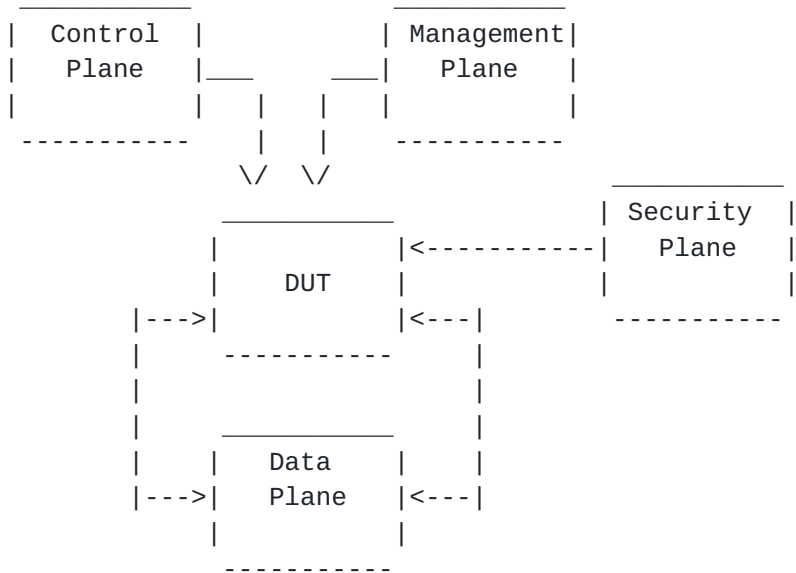 Control
Plane
Management
Plane
Security
Plane
DUT
Data
Plane